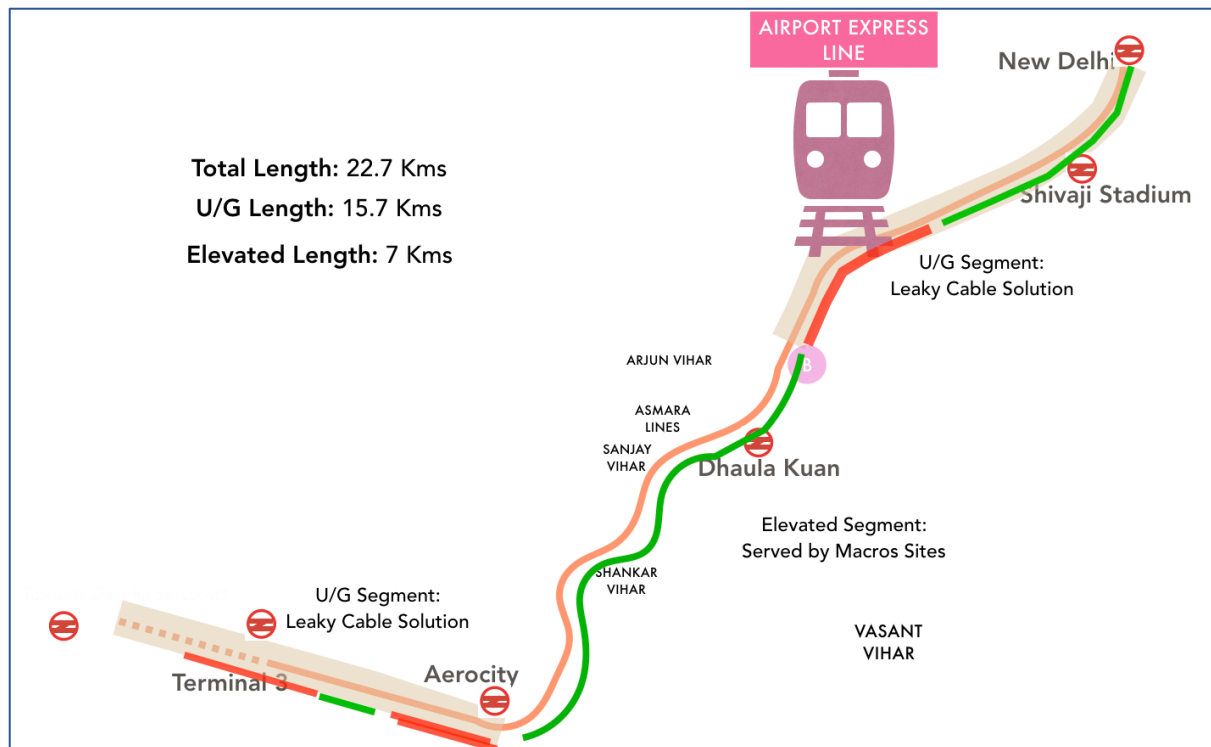 AIRPORT EXPRESS
LINE
New Delhi
Total Length: 22.7 Kms
U/G Length: 15.7 Kms
Elevated Length: 7 Kms
Shivaji Stadium
U/G Segment:
Leaky Cable Solution
ARJUN VIHAR
B
ASMARA
LINES
SANJAY
VIHAR
Dhaula Kuan
Elevated Segment:
Served by Macros Sites
SHANKAR
VIHAR
U/G Segment:
Leaky Cable Solution
VASANT
VIHAR
Terminal 3
Aerocity